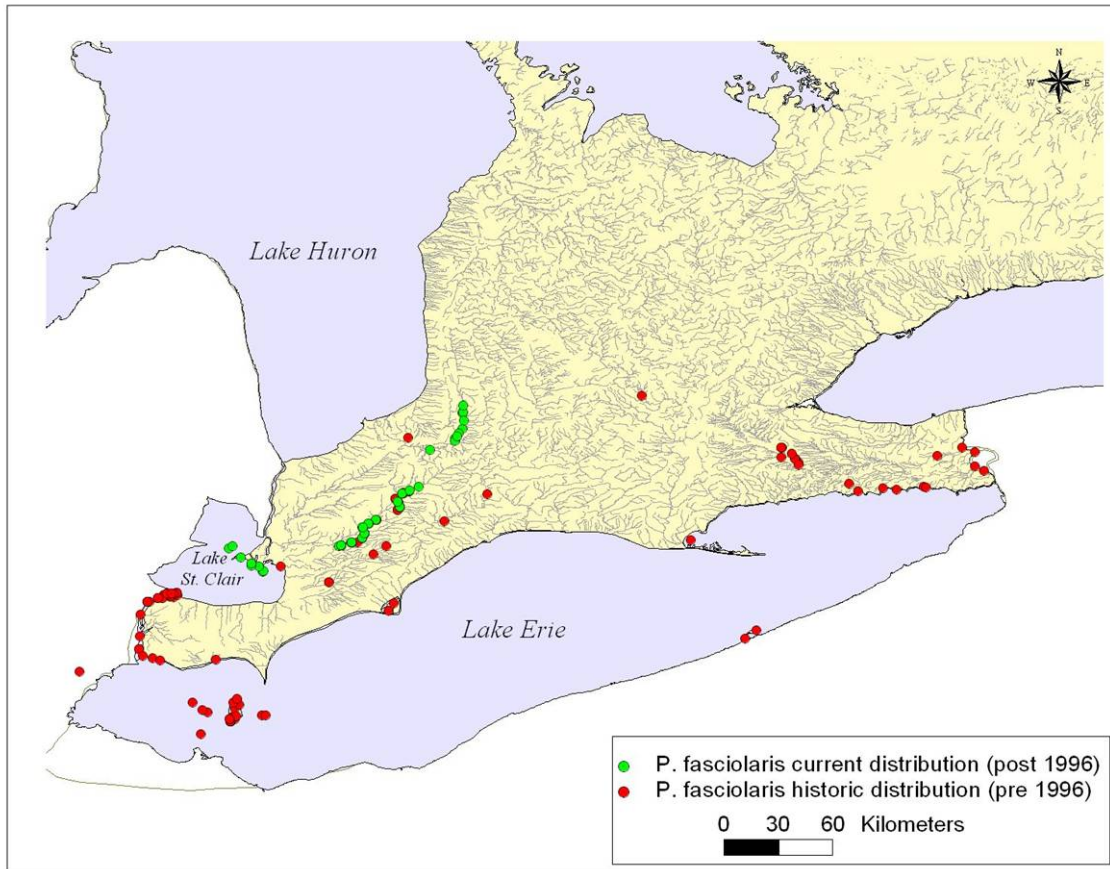 N
W E
S
Lake Huron
Lake
St. Clair
Lake Erie
P. fasciolaris current distribution (post 1996)
P. fasciolaris historic distribution (pre 1996)
0 30 60 Kilometers